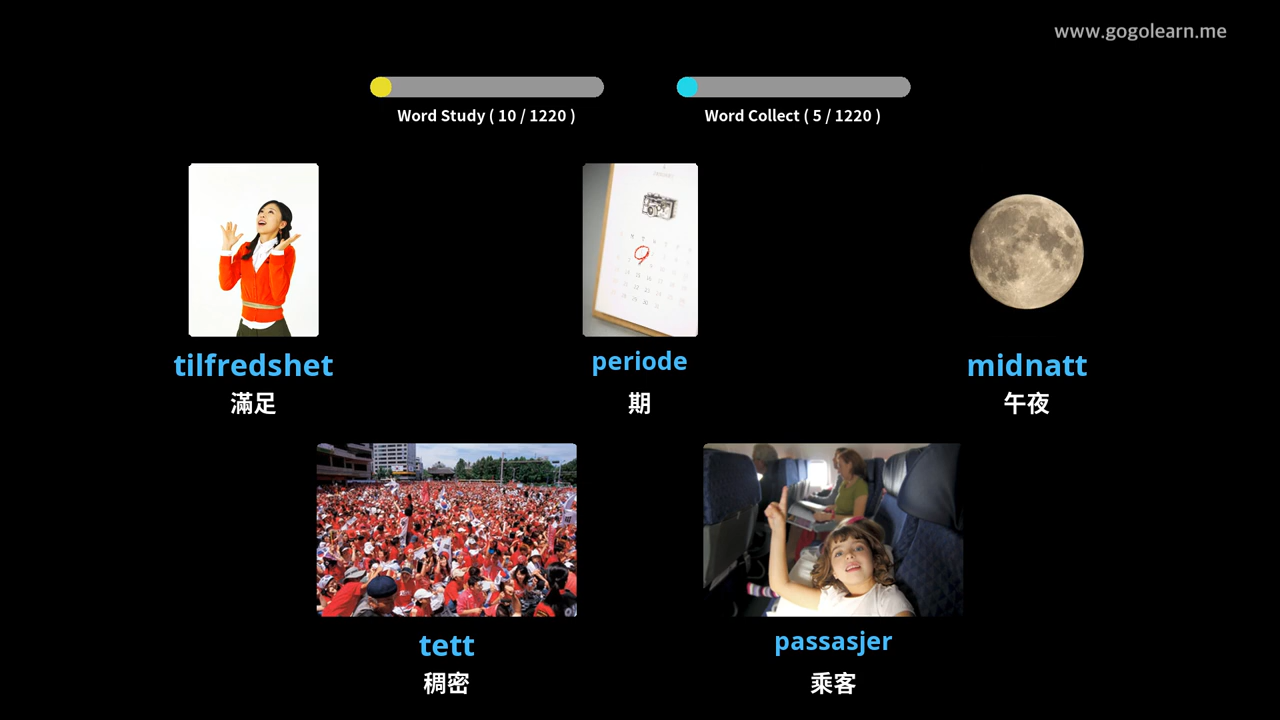 www.gogolearn.me
Word Study ( 10 / 1220 )
Word Collect ( 5 / 1220 )
tilfredshet
滿足
periode
期
midnatt
午夜
tett
稠密
passasjer
乘客